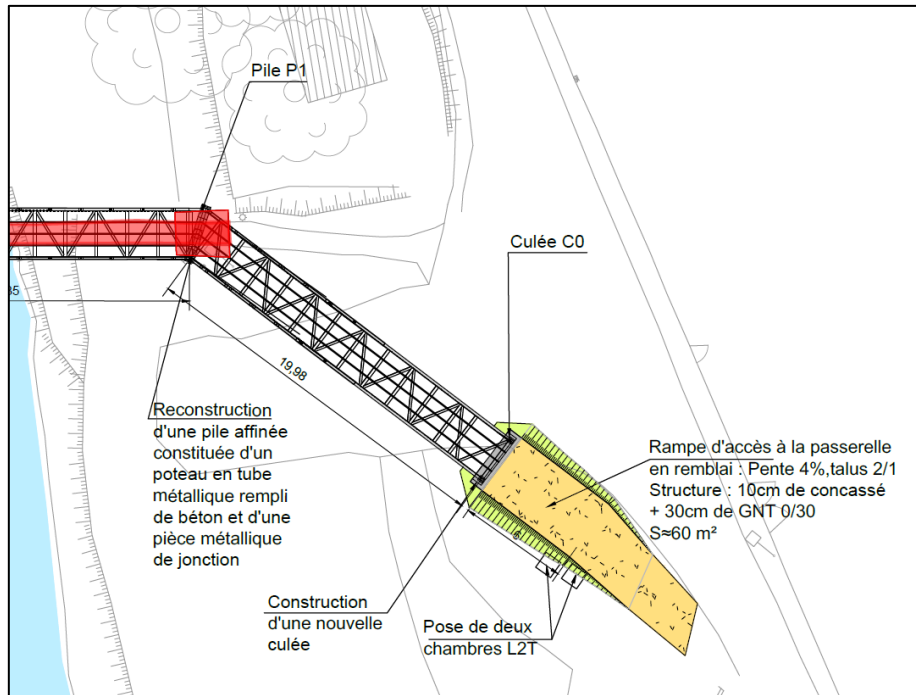 Pile P1
Culée C0
35
19,98
Reconstruction
d'une pile affinée
constituée d'un
poteau en tube
métallique rempli
de béton et d'une
pièce métallique
de jonction
Rampe d'accès à la passerelle
en remblai : Pente 4%,talus 2/1
Structure : 10cm de concassé
+ 30cm de GNT 0/30
S≈60 m²
Construction
d'une nouvelle
culée
Pose de deux
chambres L2T